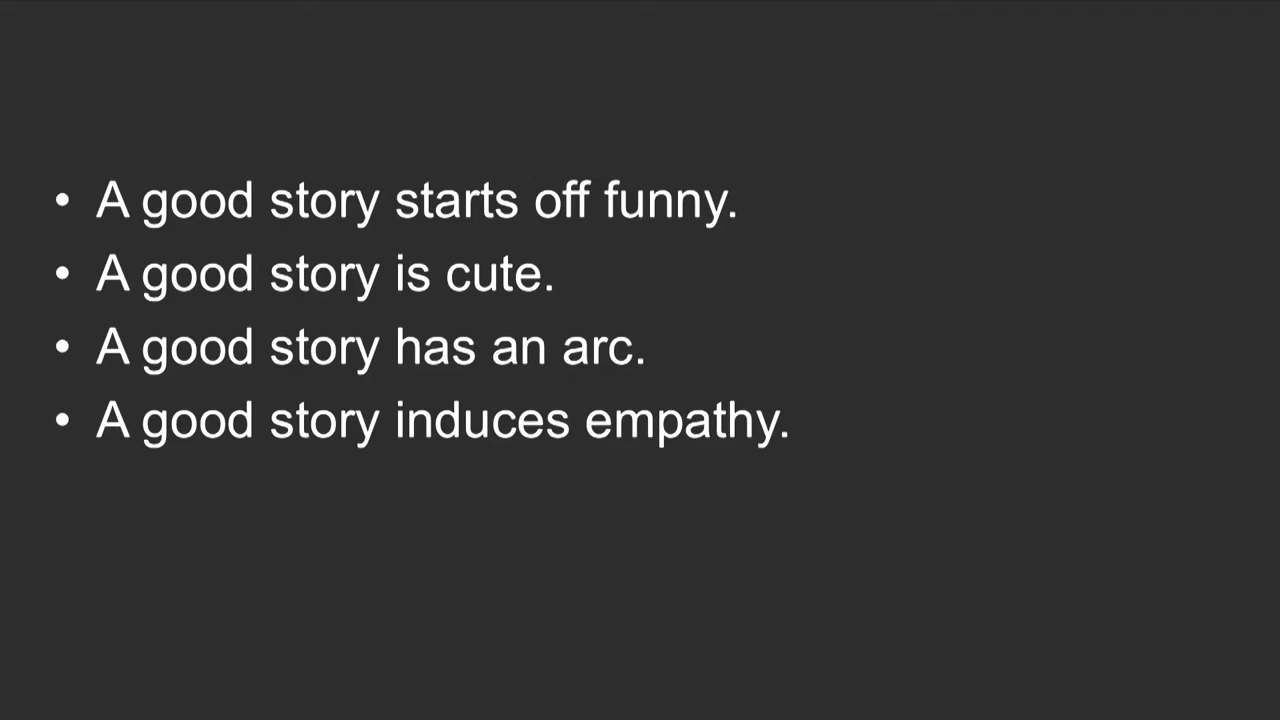 • A good story starts off funny.
• A good story is cute.
• A good story has an arc.
• A good story induces empathy.